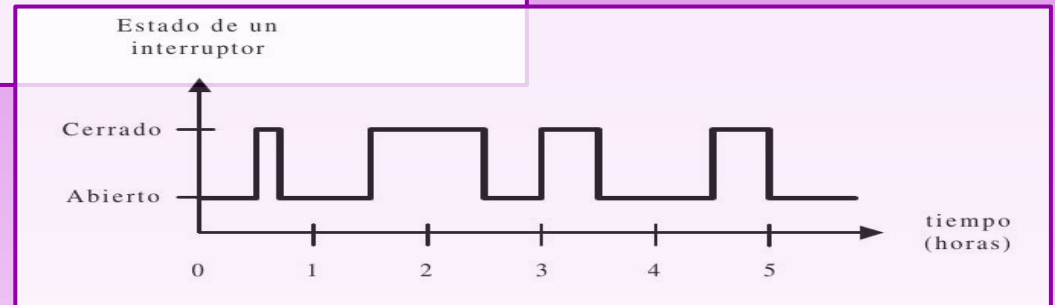 Estado de un
interruptor
Cerrado
Abierto
tiempo
(horas)
0 1 2 3 4 5